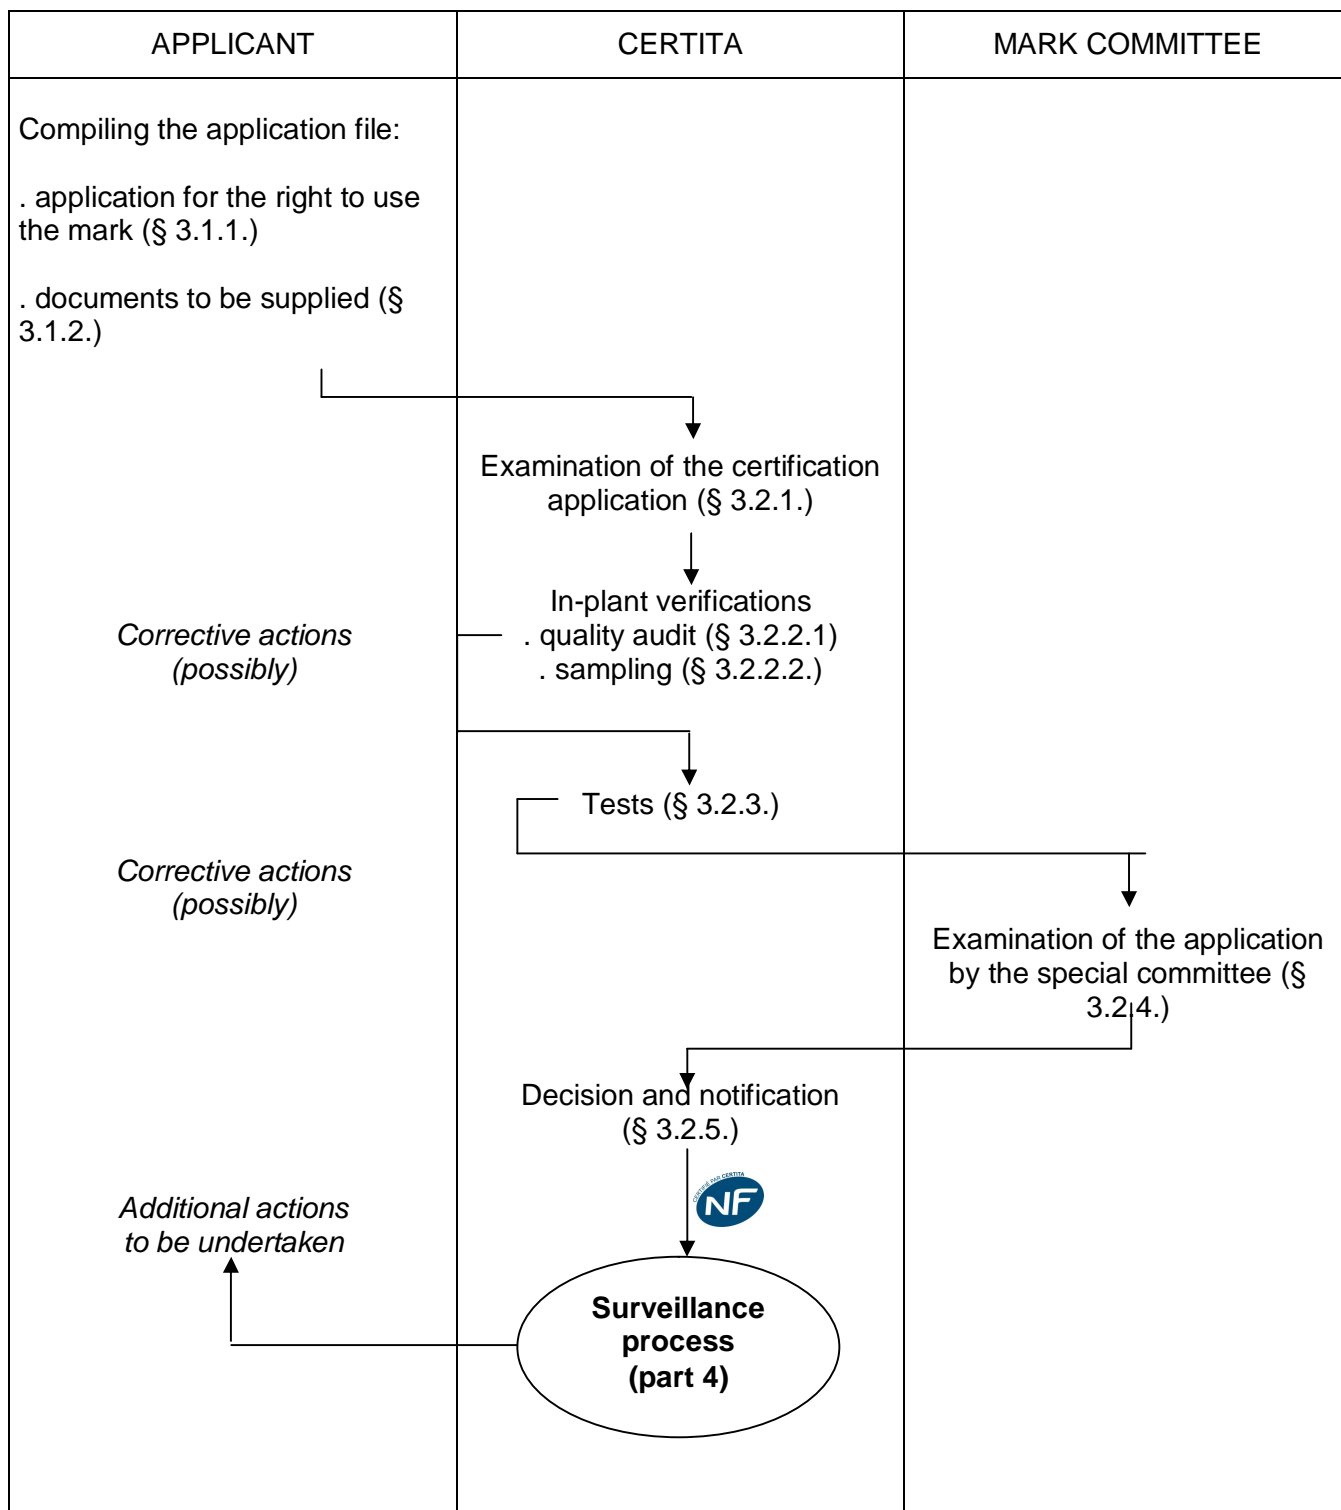 APPLICANT
CERTITA
MARK COMMITTEE
Compiling the application file:
. application for the right to use
the mark (§ 3.1.1.)
. documents to be supplied (§
3.1.2.)
Examination of the certification
application (§ 3.2.1.)
In-plant verifications
. quality audit (§ 3.2.2.1)
. sampling (§ 3.2.2.2.)
Corrective actions
(possibly)
Tests (§ 3.2.3.)
Corrective actions
(possibly)
Examination of the application
by the special committee (§
3.2.4.)
Decision and notification
(§ 3.2.5.)
CERTIFIÉ PAR CERTITA
NF
Additional actions
to be undertaken
Surveillance
process
(part 4)